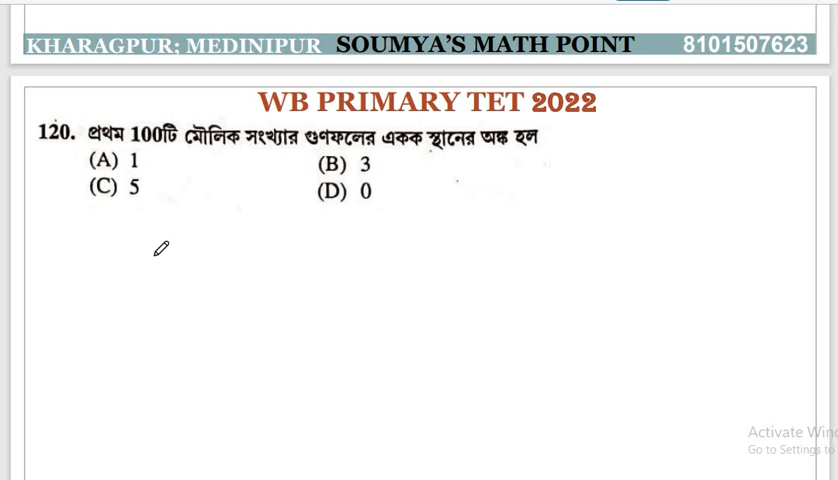 KHARAGPUR; MEDINIPUR SOUMYA'S MATH POINT 8101507623
WB PRIMARY TET 2022
120. প্রথম 100টি মৌলিক সংখ্যার গুণফলের একক স্থানের অঙ্ক হল
(A) 1 (B) 3
(C) 5 (D) 0
Activate Win
Go to Settings to